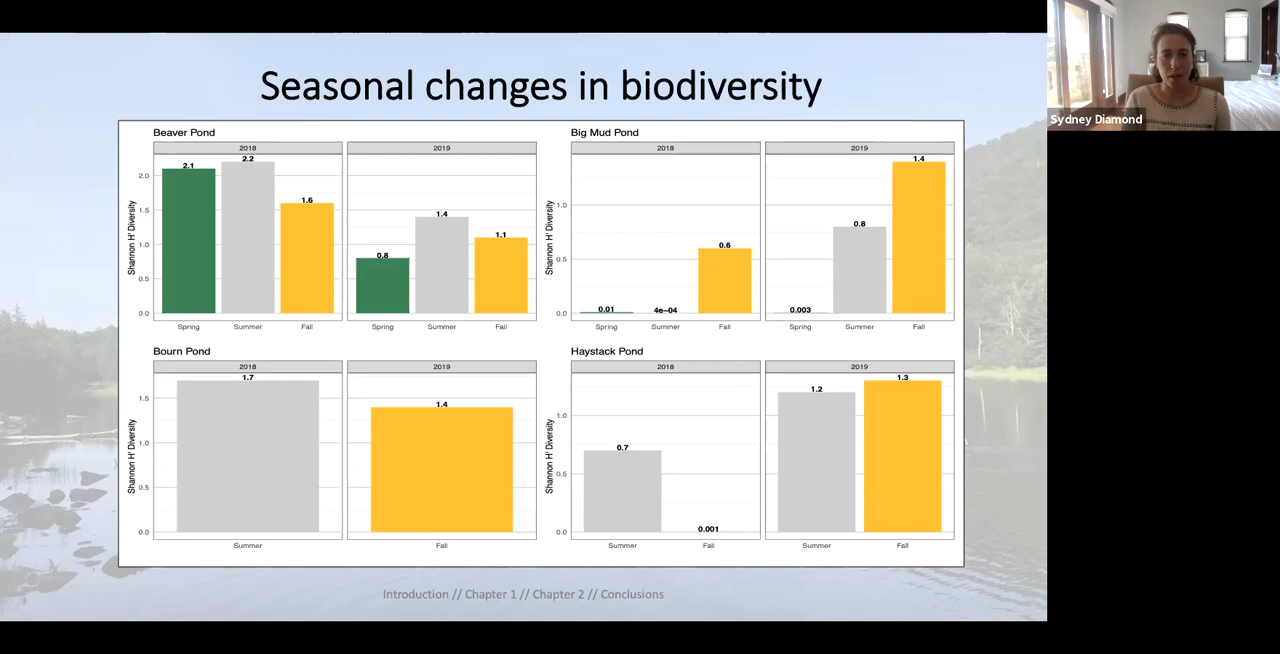 Seasonal changes in biodiversity
Sydney Diamond
Beaver Pond
2018
2019
Shannon H' Diversity
2.0
1.5
1.0
0.5
0.0
2.1
2.2
1.6
0.8
1.4
1.1
Spring
Summer
Fall
Spring
Summer
Fall
Big Mud Pond
2018
2019
Shannon H' Diversity
1.0
0.5
0.0
0.01
4e−04
0.6
0.003
0.8
1.4
Spring
Summer
Fall
Spring
Summer
Fall
Bourn Pond
2018
2019
Shannon H' Diversity
1.5
1.0
0.5
0.0
1.7
1.4
Summer
Fall
Haystack Pond
2018
2019
Shannon H' Diversity
1.0
0.5
0.0
0.7
0.001
1.2
1.3
Summer
Fall
Summer
Fall
Introduction // Chapter 1 // Chapter 2 // Conclusions